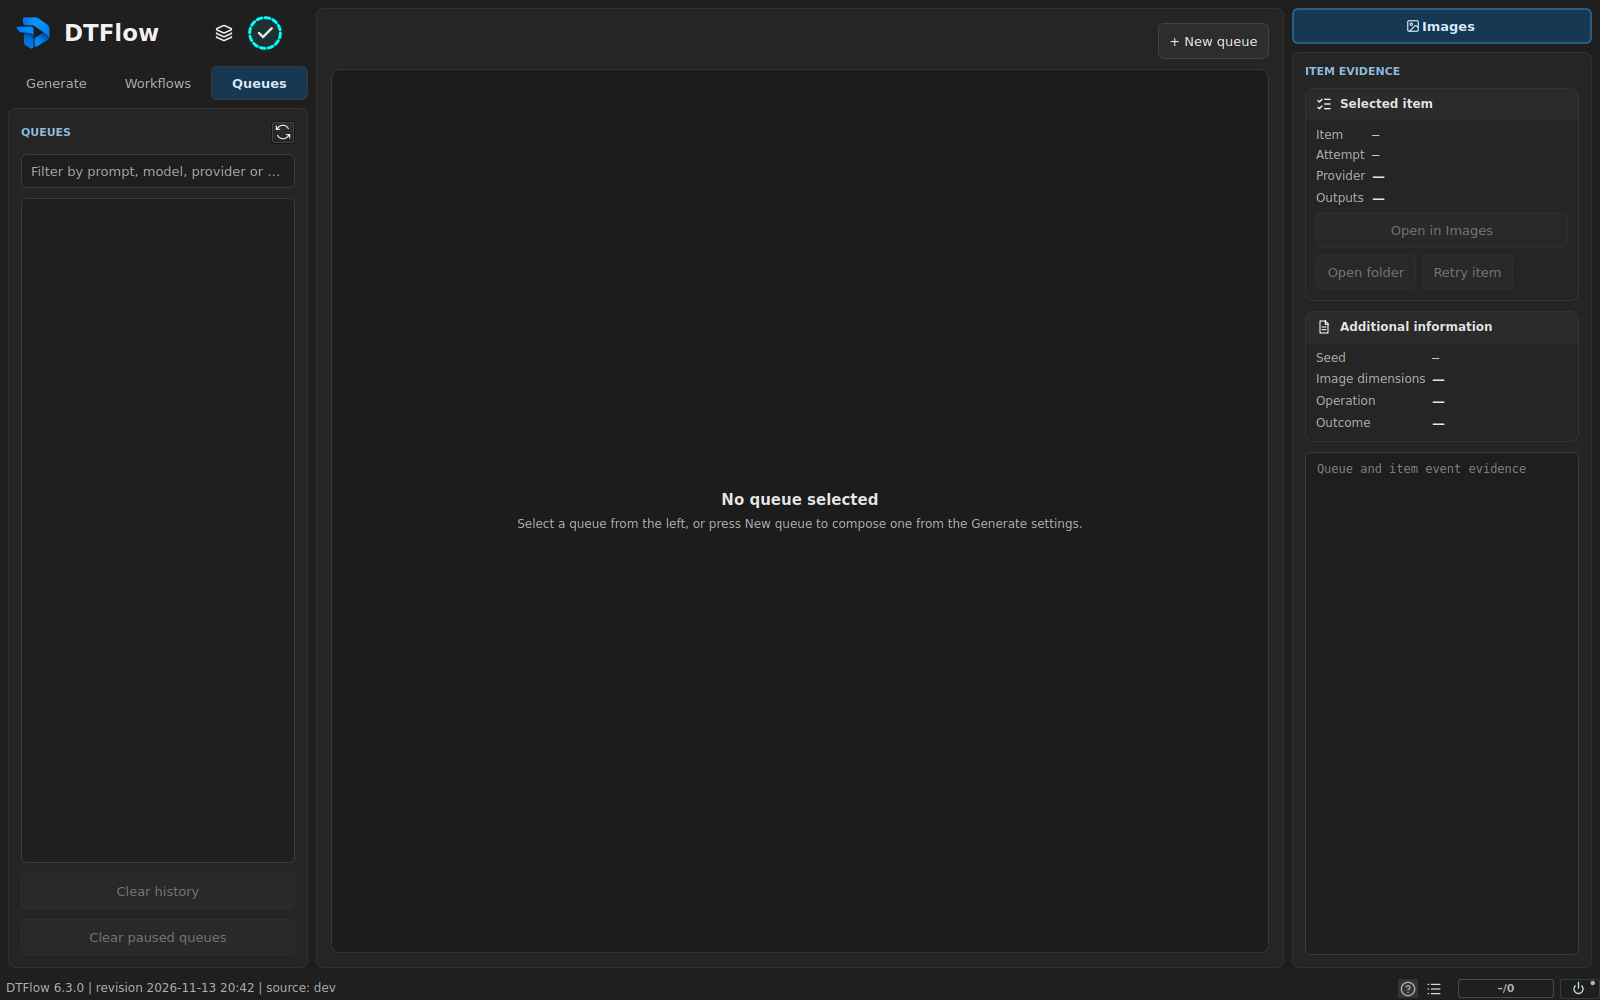 DTFlow
Generate
Workflows
Queues
QUEUES
Filter by prompt, model, provider or ...
Clear history
Clear paused queues
+ New queue
No queue selected
Select a queue from the left, or press New queue to compose one from the Generate settings.
Images
ITEM EVIDENCE
Selected item
Item –
Attempt –
Provider —
Outputs —
Open in Images
Open folder
Retry item
Additional information
Seed –
Image dimensions —
Operation —
Outcome —
Queue and item event evidence
DTFlow 6.3.0 | revision 2026-11-13 20:42 | source: dev
–/0